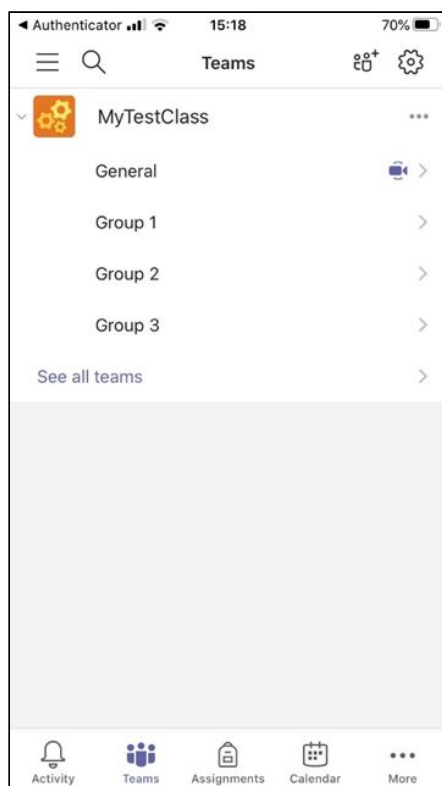 Authenticator 15:18 70%
Teams
MyTestClass
General
Group 1
Group 2
Group 3
See all teams
Activity Teams Assignments Calendar More